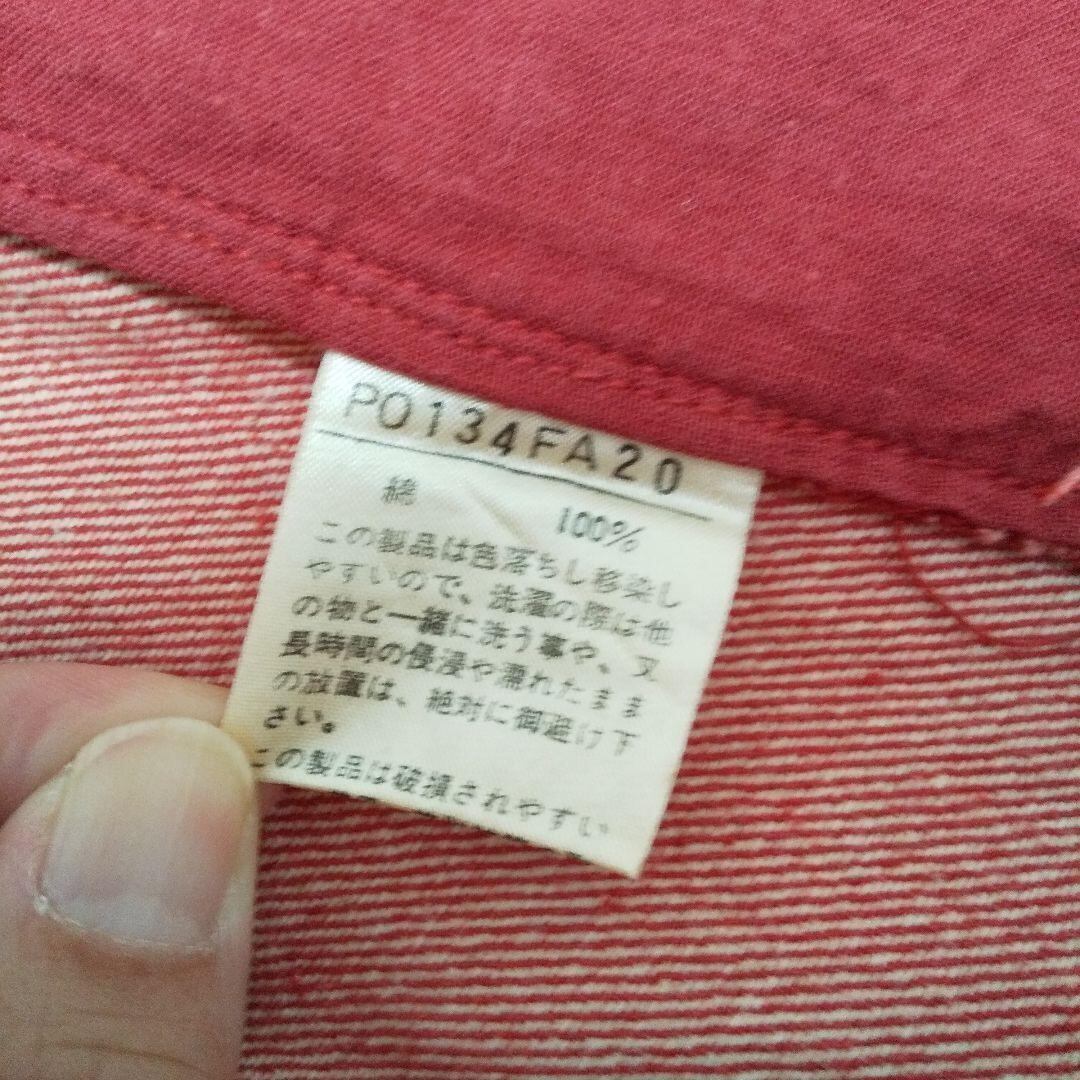 PO134FA20
綿 100%
この製品は色落ちし移染し
やすいので、洗濯の際は他
の物と一緒に洗う事や、又
長時間の侵浸や濡れたまま
の放置は、絶対に御避け下
さい。
この製品は破損されやすい